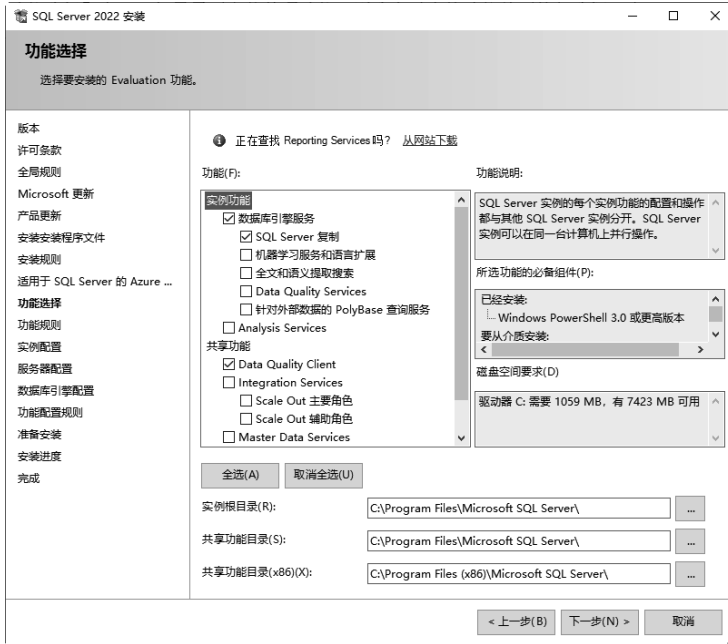 SQL Server 2022 安装
功能选择
选择要安装的 Evaluation 功能。
版本
许可条款
全局规则
Microsoft 更新
产品更新
安装安装程序文件
安装规则
适用于 SQL Server 的 Azure ...
功能选择
功能规则
实例配置
服务器配置
数据库引擎配置
功能配置规则
准备安装
安装进度
完成
正在查找 Reporting Services 吗? 从网站下载
功能(F):
实例功能
数据库引擎服务
SQL Server 复制
机器学习服务和语言扩展
全文和语义提取搜索
Data Quality Services
针对外部数据的 PolyBase 查询服务
Analysis Services
共享功能
Data Quality Client
Integration Services
Scale Out 主要角色
Scale Out 辅助角色
Master Data Services
功能说明:
SQL Server 实例的每个实例功能的配置和操作
都与其他 SQL Server 实例分开。SQL Server
实例可以在同一台计算机上并行操作。
所选功能的必备组件(P):
已经安装:
Windows PowerShell 3.0 或更高版本
要从介质安装:
磁盘空间要求(D)
驱动器 C: 需要 1059 MB，有 7423 MB 可用
全选(A)
取消全选(U)
实例根目录(R):
C:\Program Files\Microsoft SQL Server\
...
共享功能目录(S):
C:\Program Files\Microsoft SQL Server\
...
共享功能目录(x86)(X):
C:\Program Files (x86)\Microsoft SQL Server\
...
< 上一步(B)
下一步(N) >
取消